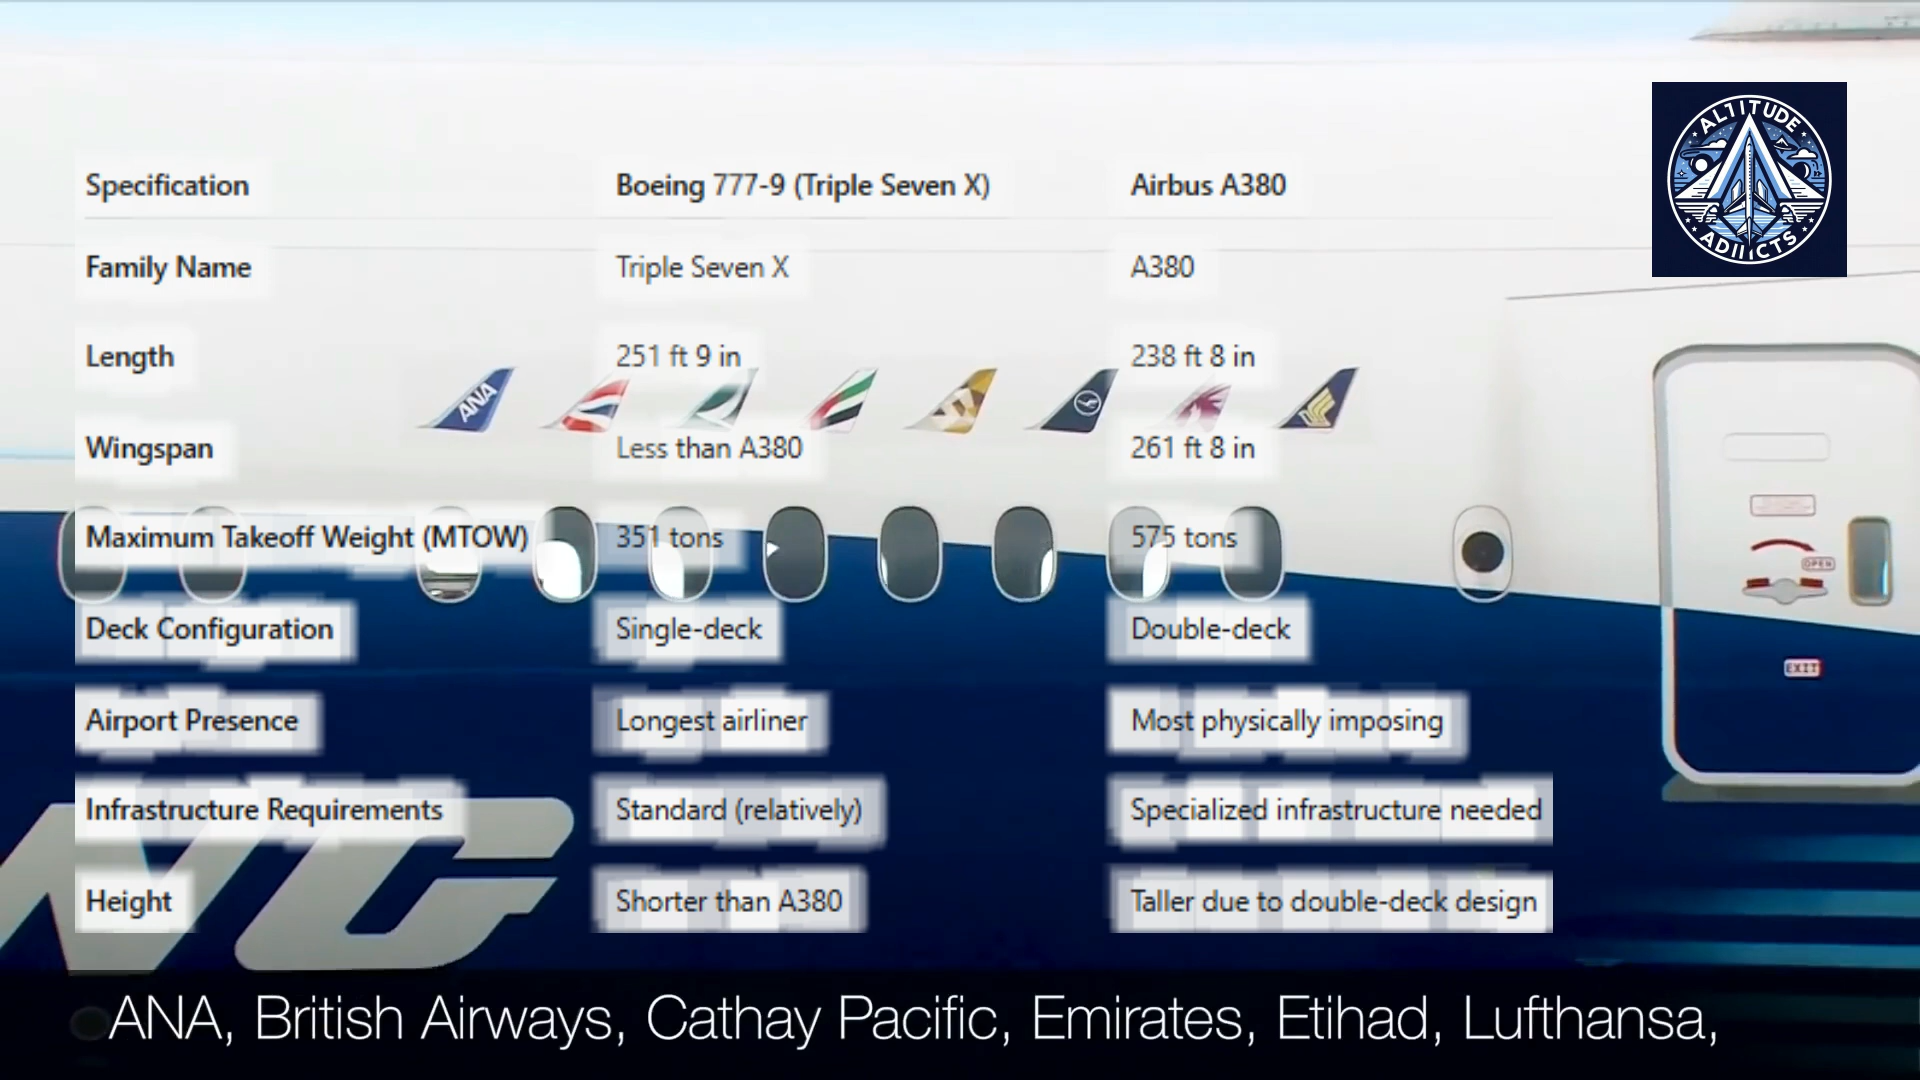 ALTITUDE
ADIICTS
Specification Boeing 777-9 (Triple Seven X) Airbus A380
Family Name Triple Seven X A380
Length 251 ft 9 in 238 ft 8 in
ANA
Wingspan Less than A380 261 ft 8 in
Maximum Takeoff Weight (MTOW) 351 tons 575 tons
OPEN
Deck Configuration Single-deck Double-deck
EXIT
Airport Presence Longest airliner Most physically imposing
Infrastructure Requirements Standard (relatively) Specialized infrastructure needed
Height Shorter than A380 Taller due to double-deck design
ANA, British Airways, Cathay Pacific, Emirates, Etihad, Lufthansa,